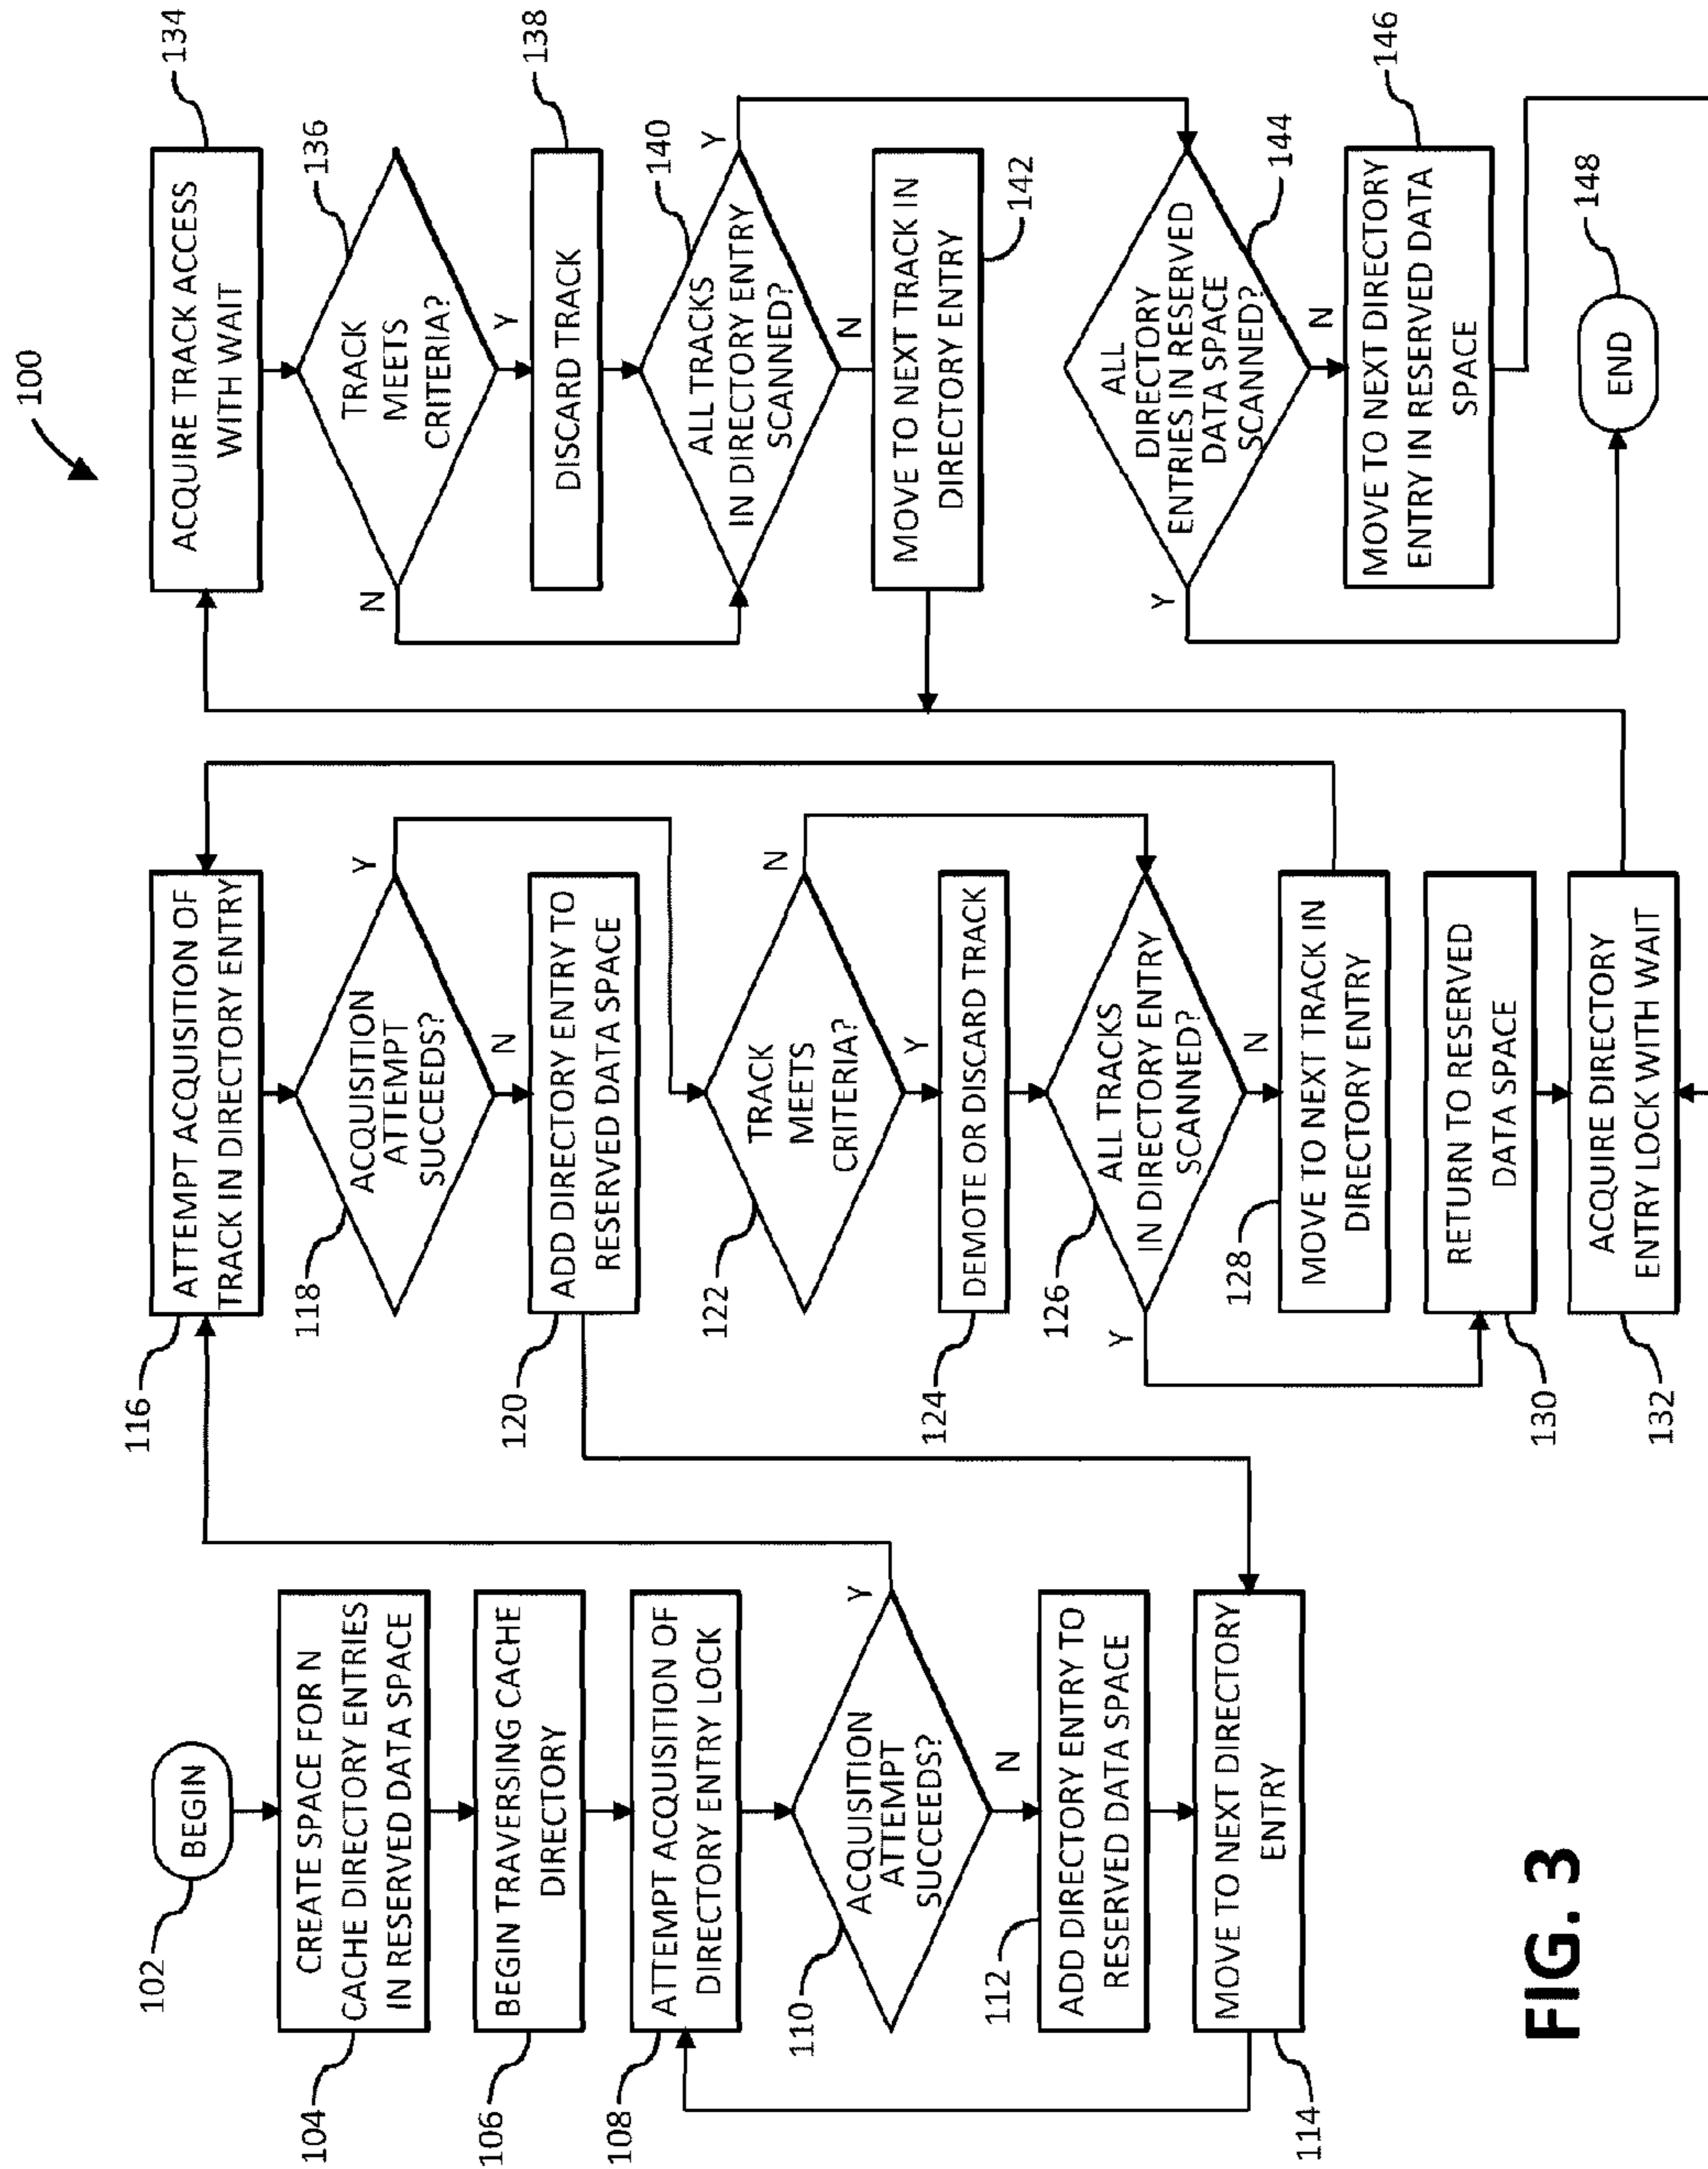 100
BEGIN
102
CREATE SPACE FOR N
CACHE DIRECTORY ENTRIES
IN RESERVED DATA SPACE
104
BEGIN TRAVERSING CACHE
DIRECTORY
106
ATTEMPT ACQUISITION OF
DIRECTORY ENTRY LOCK
108
ACQUISITION
ATTEMPT
SUCCEEDS?
110
Y
N
ADD DIRECTORY ENTRY TO
RESERVED DATA SPACE
112
MOVE TO NEXT DIRECTORY
ENTRY
114
ATTEMPT ACQUISITION OF
TRACK IN DIRECTORY ENTRY
116
ACQUISITION
ATTEMPT
SUCCEEDS?
118
Y
N
ADD DIRECTORY ENTRY TO
RESERVED DATA SPACE
120
TRACK
MEETS
CRITERIA?
122
N
Y
DEMOTE OR DISCARD TRACK
124
ALL TRACKS
IN DIRECTORY ENTRY
SCANNED?
126
Y
N
MOVE TO NEXT TRACK IN
DIRECTORY ENTRY
128
RETURN TO RESERVED
DATA SPACE
130
ACQUIRE DIRECTORY
ENTRY LOCK WITH WAIT
132
ACQUIRE TRACK ACCESS
WITH WAIT
134
TRACK
MEETS
CRITERIA?
136
N
Y
DISCARD TRACK
138
ALL TRACKS
IN DIRECTORY ENTRY
SCANNED?
140
Y
N
MOVE TO NEXT TRACK IN
DIRECTORY ENTRY
142
ALL
DIRECTORY
ENTRIES IN RESERVED
DATA SPACE
SCANNED?
144
Y
N
MOVE TO NEXT DIRECTORY
ENTRY IN RESERVED DATA
SPACE
146
END
148
FIG. 3